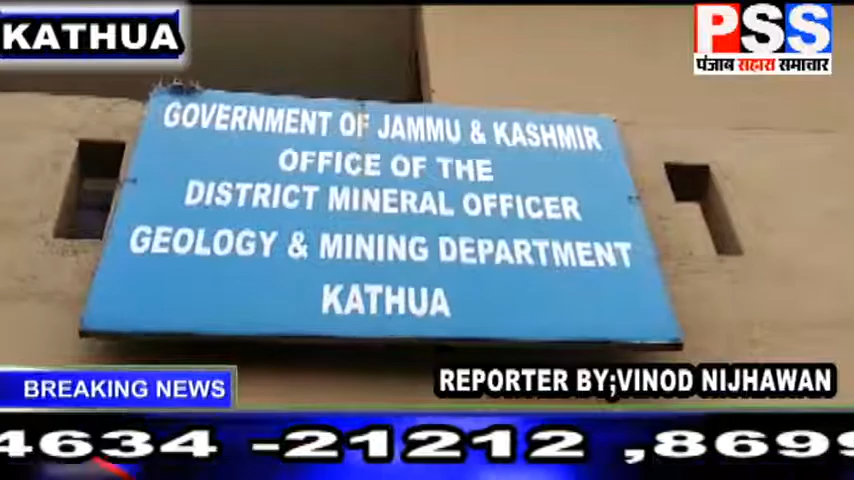 KATHUA
PSS
पंजाब सहारा समाचार
GOVERNMENT OF JAMMU & KASHMIR
OFFICE OF THE
DISTRICT MINERAL OFFICER
GEOLOGY & MINING DEPARTMENT
KATHUA
BREAKING NEWS
REPORTER BY;VINOD NIJHAWAN
4634 -21212 ,8699